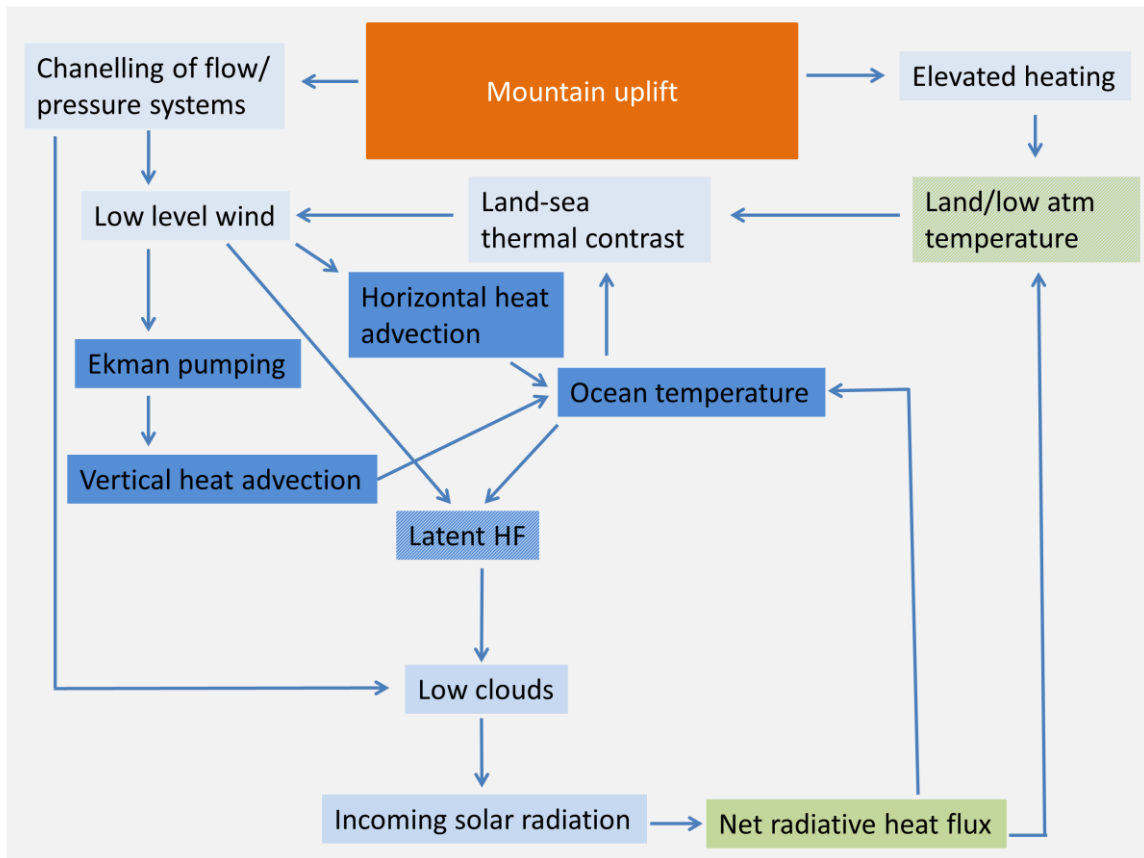 Chanelling of flow/
pressure systems
Mountain uplift
Elevated heating
Low level wind
Land-sea
thermal contrast
Land/low atm
temperature
Horizontal heat
advection
Ekman pumping
Ocean temperature
Vertical heat advection
Latent HF
Low clouds
Incoming solar radiation
Net radiative heat flux